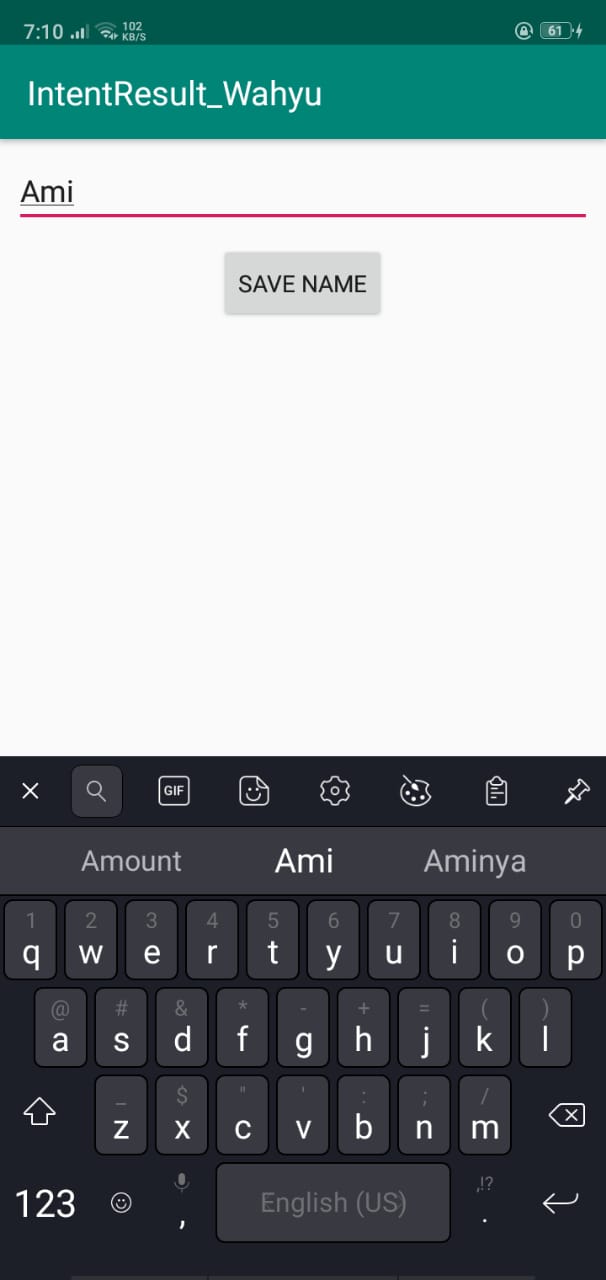 7:10 102 KB/S 61
IntentResult_Wahyu
Ami
SAVE NAME
GIF
Amount Ami Aminya
1 2 3 4 5 6 7 8 9 0
q w e r t y u i o p
@ # & * - + = ( )
a s d f g h j k l
_ $ " ' : ; /
z x c v b n m
123 , English (US) ,!? .